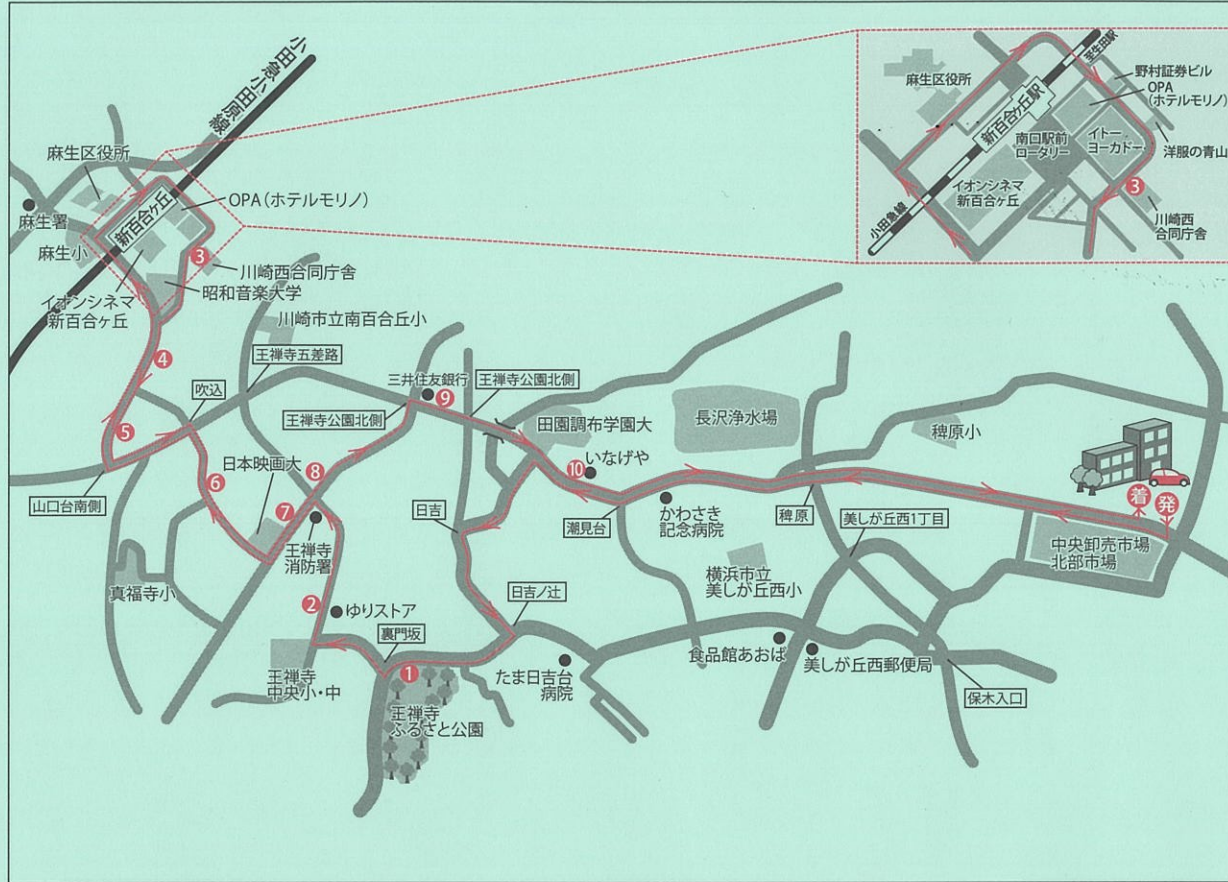 小田急小田原線
麻生区役所
麻生署
麻生小
新百合ヶ丘
OPA（ホテルモリノ）
3
川崎西合同庁舎
昭和音楽大学
イオンシネマ
新百合ヶ丘
麻生区役所
新百合ヶ丘駅
至生田駅
野村証券ビル
OPA
（ホテルモリノ）
南口駅前
ロータリー
イトー
ヨーカドー
洋服の青山
イオンシネマ
新百合ヶ丘
小田急線
3
川崎西
合同庁舎
川崎市立南百合丘小
4
王禅寺五差路
吹込
5
山口台南側
6
日本映画大
7
8
王禅寺
消防署
真福寺小
2
ゆりストア
王禅寺
中央小・中
裏門坂
1
王禅寺
ふるさと公園
三井住友銀行
9
王禅寺公園北側
王禅寺公園北側
田園調布学園大
いなげや
10
日吉
潮見台
日吉ノ辻
たま日吉台
病院
長沢浄水場
かわさき
記念病院
稗原
稗原小
美しが丘西1丁目
横浜市立
美しが丘西小
食品館あおば
美しが丘西郵便局
保木入口
着
発
中央卸売市場
北部市場